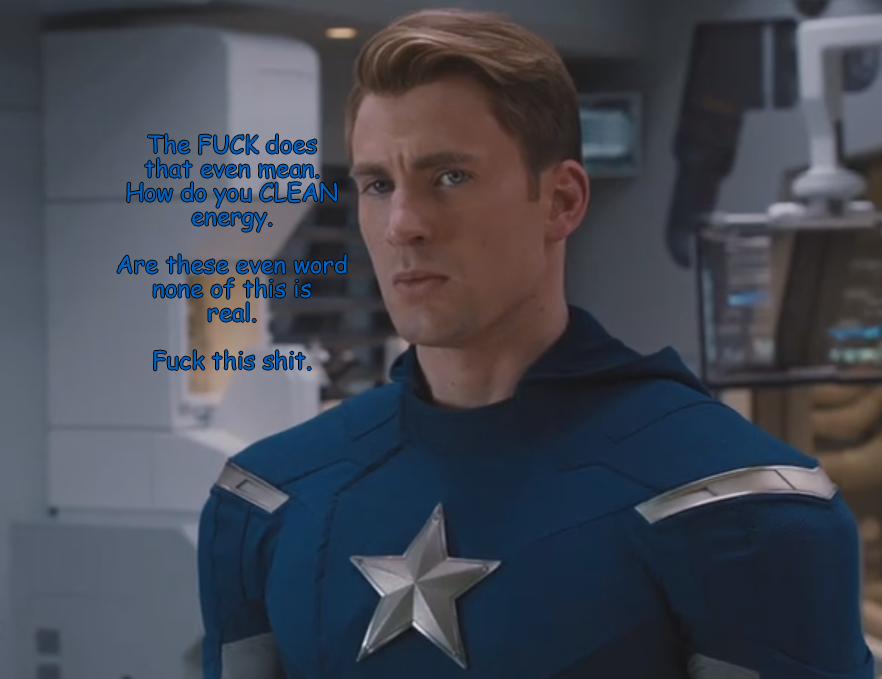 The FUCK does
that even mean.
How do you CLEAN
energy.
Are these even word
none of this is
real.
Fuck this shit.